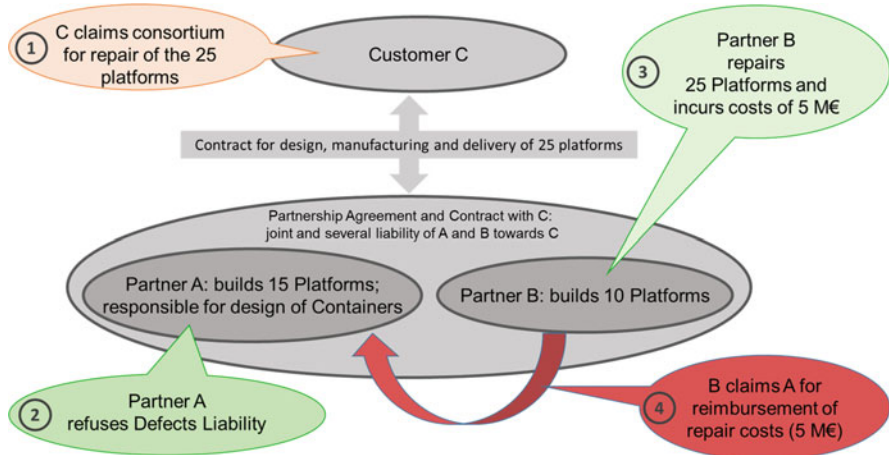 1
C claims consortium
for repair of the 25
platforms
Customer C
Partner B
repairs
25 Platforms and
incurs costs of 5 M€
3
Contract for design, manufacturing and delivery of 25 platforms
Partnership Agreement and Contract with C:
joint and several liability of A and B towards C
Partner A: builds 15 Platforms;
responsible for design of Containers
Partner B: builds 10 Platforms
2
Partner A
refuses Defects Liability
4
B claims A for
reimbursement of
repair costs (5 M€)